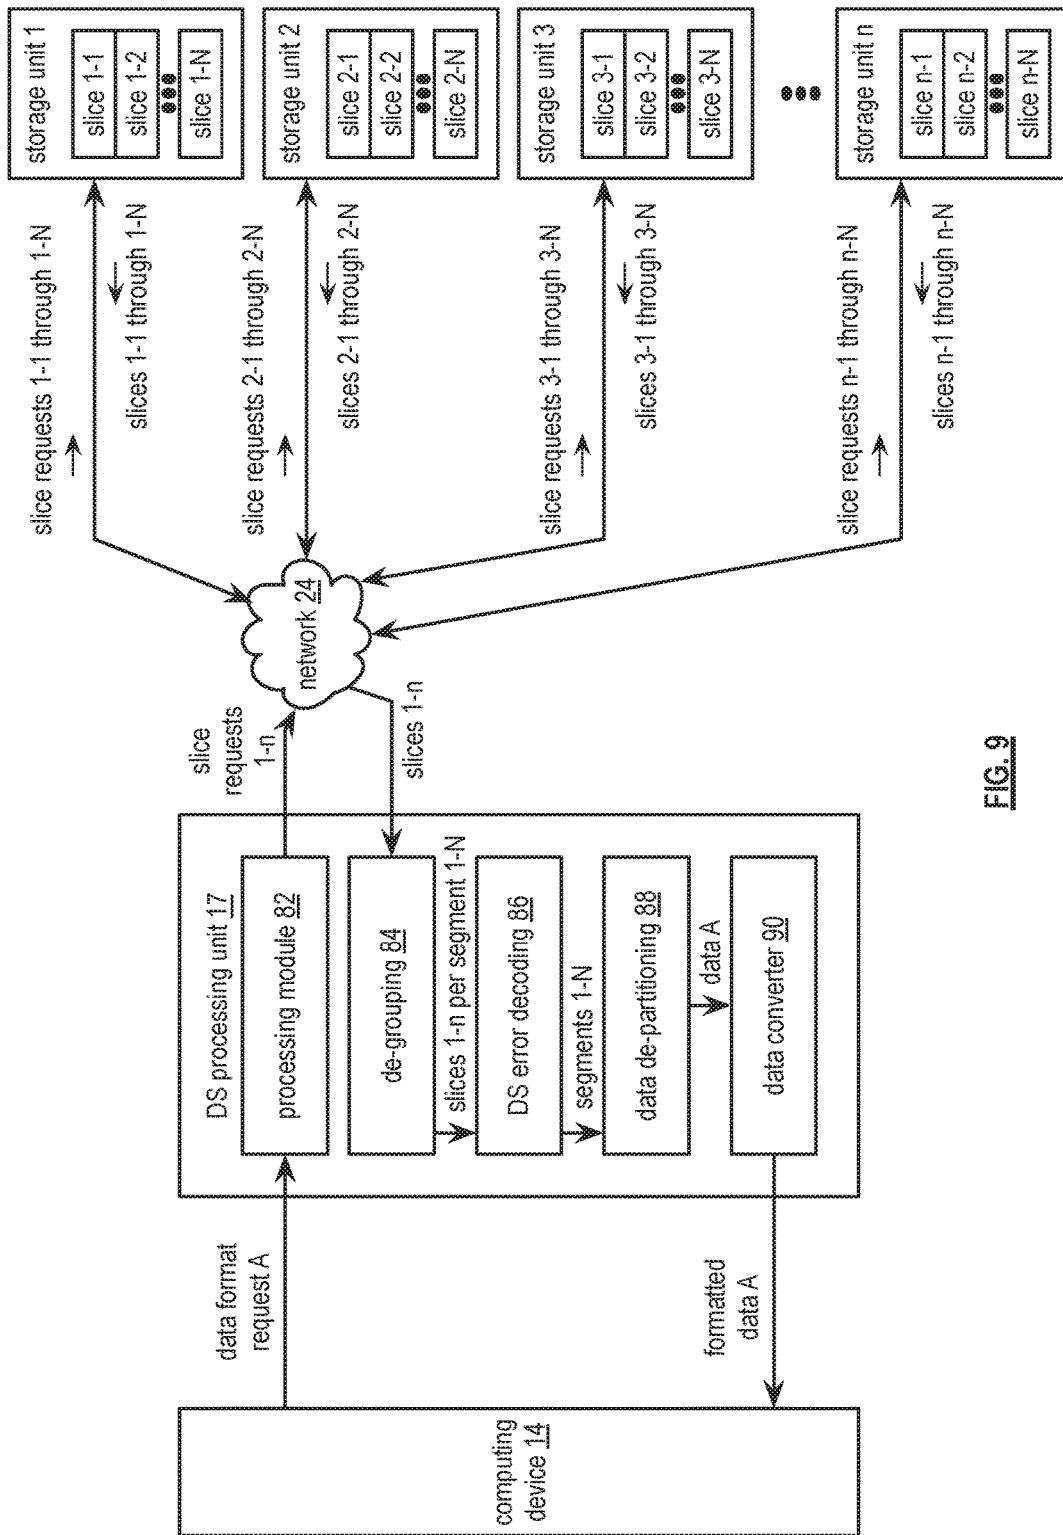 computing
device 14
data format
request A
formatted
data A
DS processing unit 17
processing module 82
de-grouping 84
slices 1-n per segment 1-N
DS error decoding 86
segments 1-N
data de-partitioning 88
data A
data converter 90
slice
requests
1-n
slices 1-n
network 24
slice requests 1-1 through 1-N
slices 1-1 through 1-N
slice requests 2-1 through 2-N
slices 2-1 through 2-N
slice requests 3-1 through 3-N
slices 3-1 through 3-N
slice requests n-1 through n-N
slices n-1 through n-N
storage unit 1
slice 1-1
slice 1-2
slice 1-N
storage unit 2
slice 2-1
slice 2-2
slice 2-N
storage unit 3
slice 3-1
slice 3-2
slice 3-N
storage unit n
slice n-1
slice n-2
slice n-N
FIG. 9